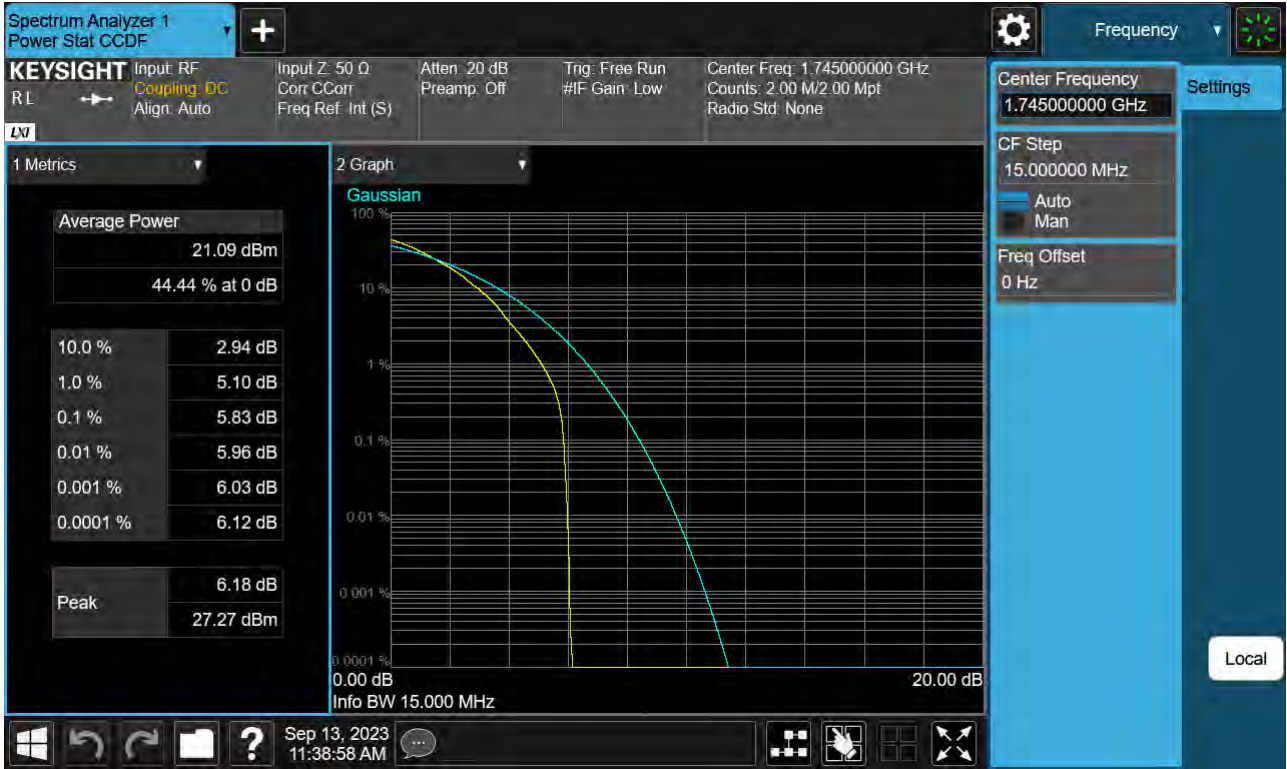 Spectrum Analyzer 1
Power Stat CCDF
+
Frequency
KEYSIGHT
RL
LXI
Input: RF
Coupling: DC
Align: Auto
Input Z: 50 Ω
Corr CCorr
Freq Ref: Int (S)
Atten: 20 dB
Preamp: Off
Trig: Free Run
#IF Gain: Low
Center Freq: 1.745000000 GHz
Counts: 2.00 M/2.00 Mpt
Radio Std: None
Center Frequency
1.745000000 GHz
Settings
CF Step
15.000000 MHz
Auto
Man
Freq Offset
0 Hz
Local
1 Metrics
Average Power
21.09 dBm
44.44 % at 0 dB
10.0 % 2.94 dB
1.0 % 5.10 dB
0.1 % 5.83 dB
0.01 % 5.96 dB
0.001 % 6.03 dB
0.0001 % 6.12 dB
Peak
6.18 dB
27.27 dBm
2 Graph
Gaussian
100 %
10 %
1 %
0.1 %
0.01 %
0.001 %
0.0001 %
0.00 dB 20.00 dB
Info BW 15.000 MHz
?
Sep 13, 2023
11:38:58 AM